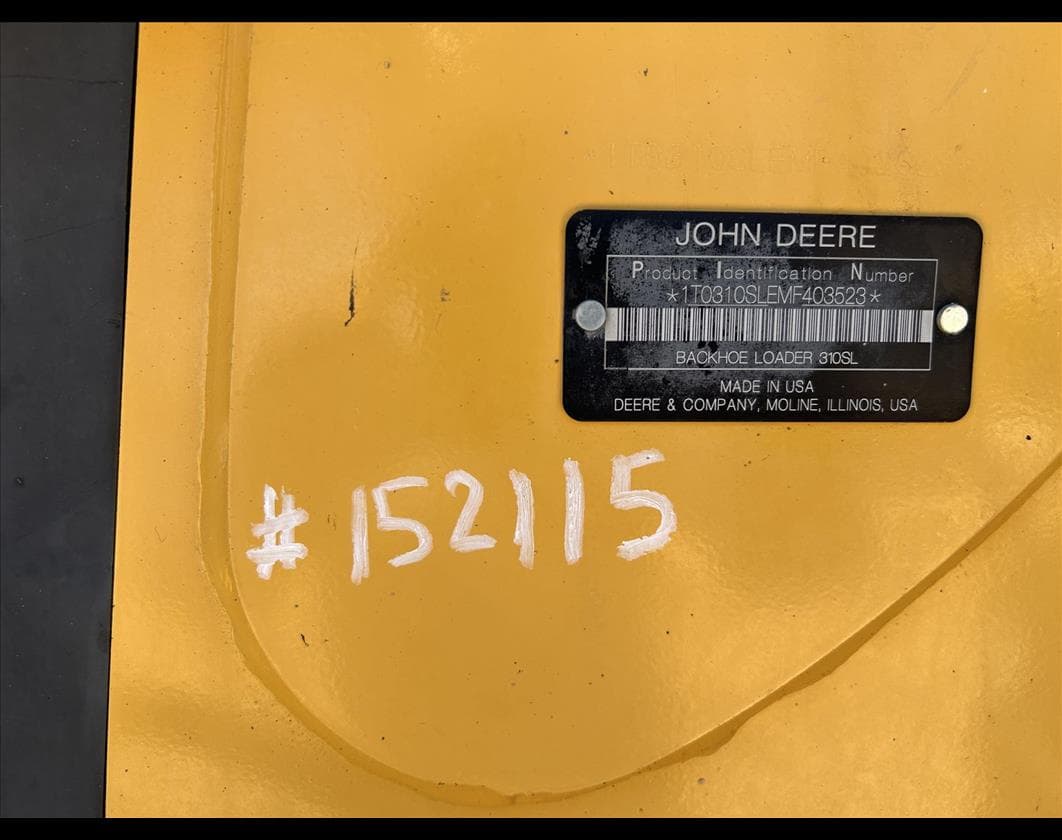 JOHN DEERE
Product Identification Number
*1T0310SLEMF403523*
BACKHOE LOADER 310SL
MADE IN USA
DEERE & COMPANY, MOLINE, ILLINOIS, USA
#152115